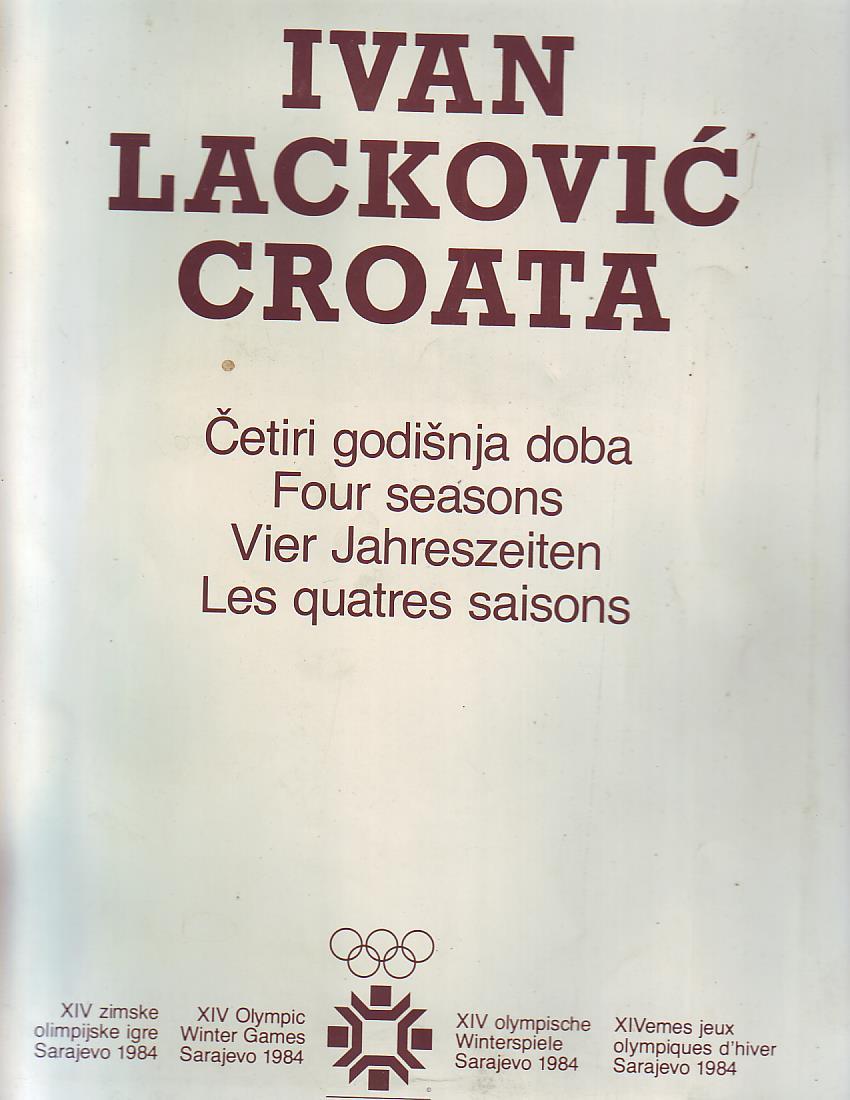 IVAN
LACKOVIĆ
CROATA
Četiri godišnja doba
Four seasons
Vier Jahreszeiten
Les quatres saisons
XIV zimske
olimpijske igre
Sarajevo 1984
XIV Olympic
Winter Games
Sarajevo 1984
XIV olympische
Winterspiele
Sarajevo 1984
XIVemes jeux
olympiques d'hiver
Sarajevo 1984